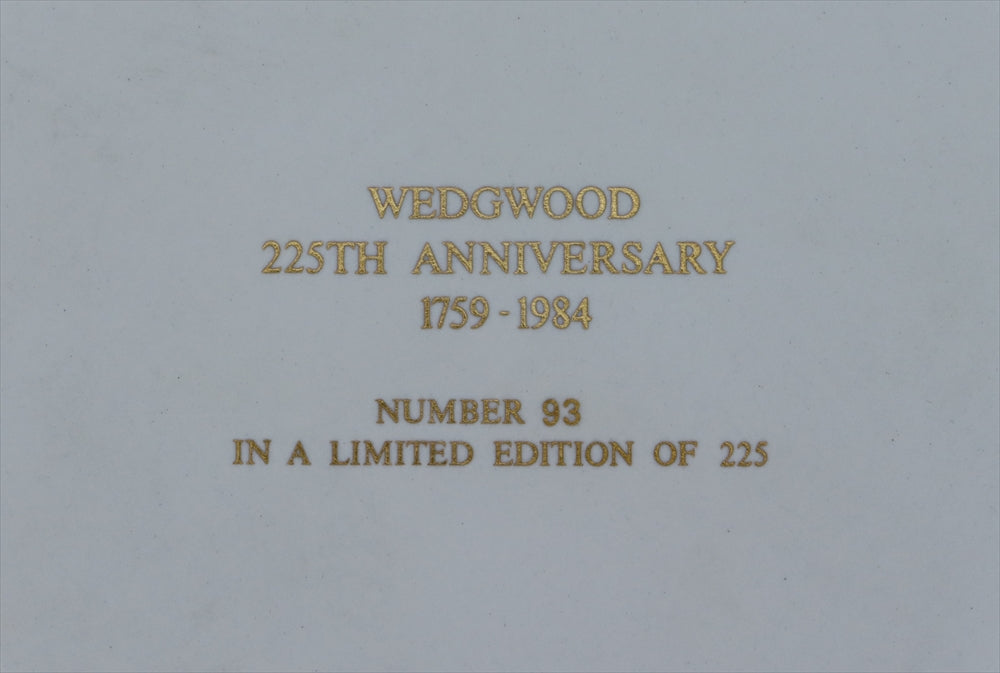 WEDGWOOD
225TH ANNIVERSARY
1759 - 1984
NUMBER 93
IN A LIMITED EDITION OF 225